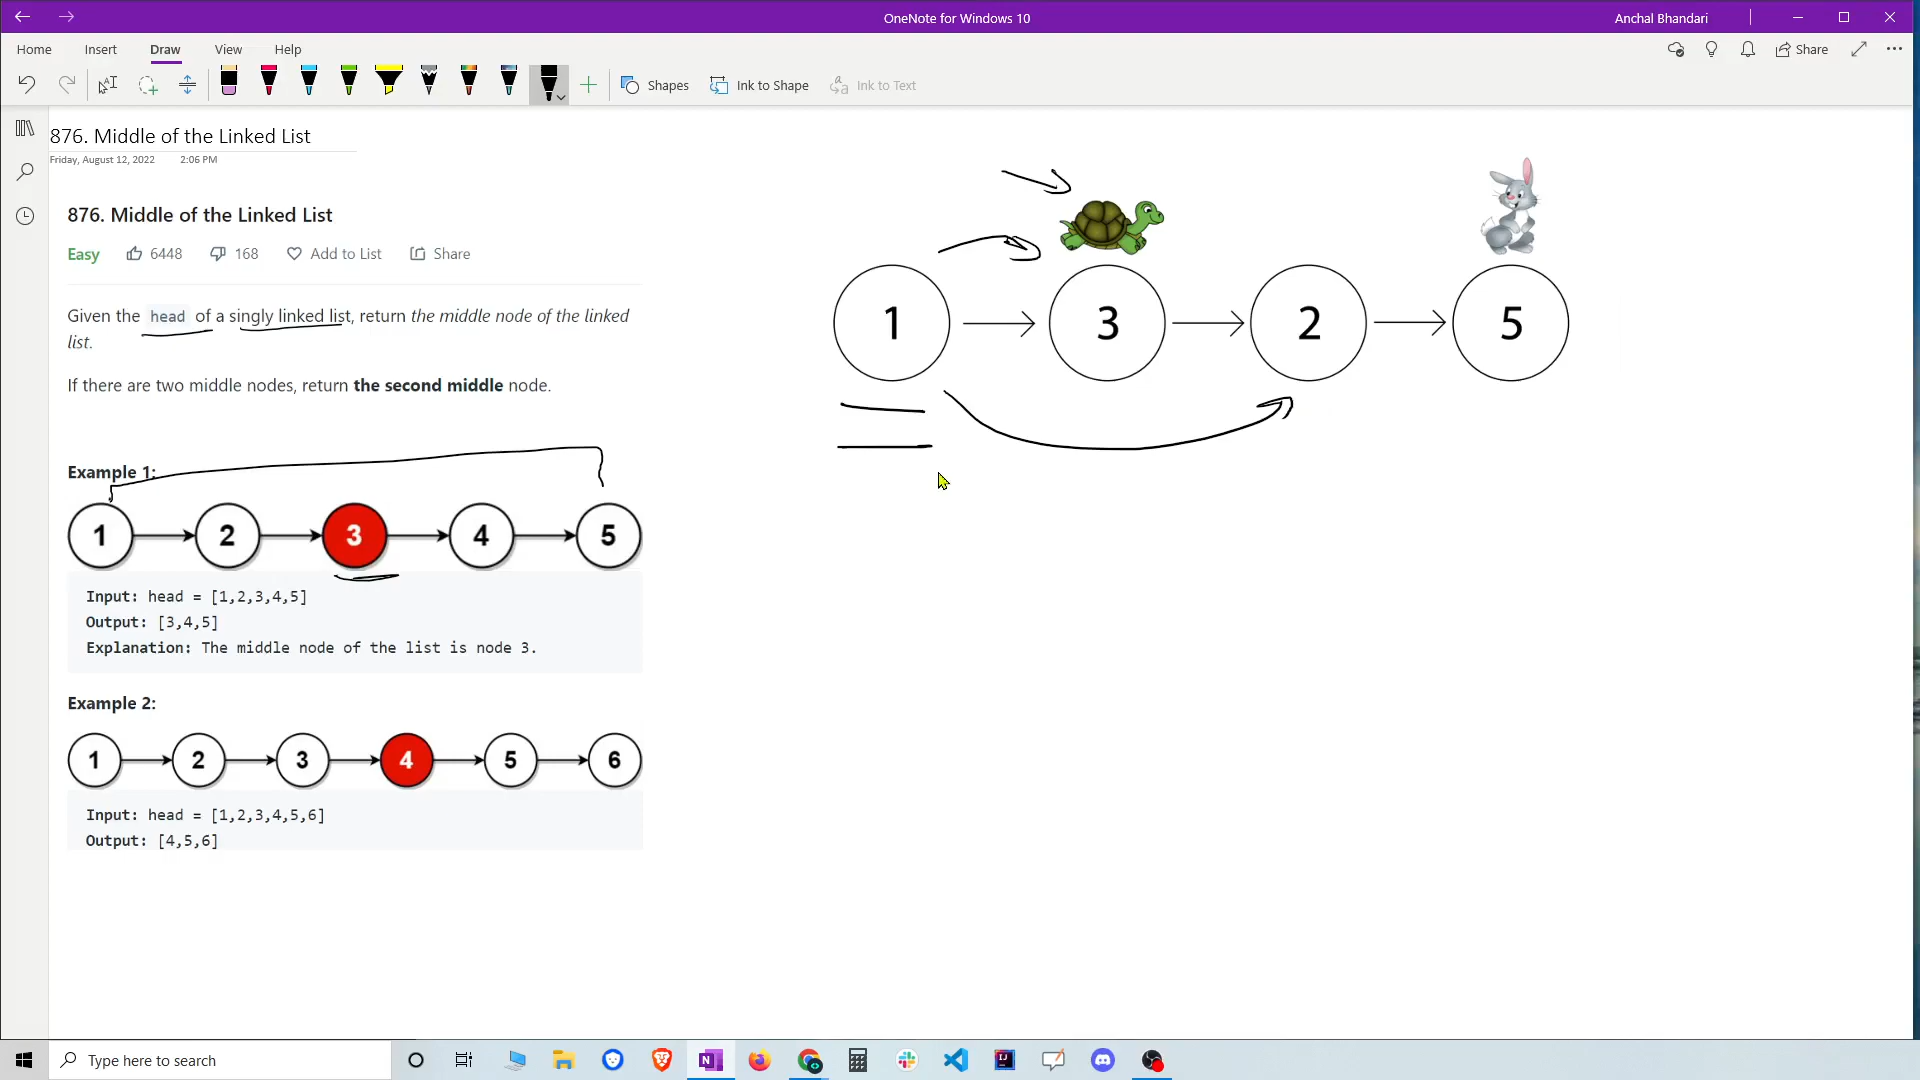 OneNote for Windows 10
Anchal Bhandari
Home Insert Draw View Help
Share
Shapes Ink to Shape Ink to Text
876. Middle of the Linked List
Friday, August 12, 2022 2:06 PM
876. Middle of the Linked List
Easy 6448 168 Add to List Share
Given the head of a singly linked list, return the middle node of the linked
list.
If there are two middle nodes, return the second middle node.
Example 1:
1 2 3 4 5
Input: head = [1,2,3,4,5]
Output: [3,4,5]
Explanation: The middle node of the list is node 3.
Example 2:
1 2 3 4 5 6
Input: head = [1,2,3,4,5,6]
Output: [4,5,6]
1 3 2 5
Type here to search